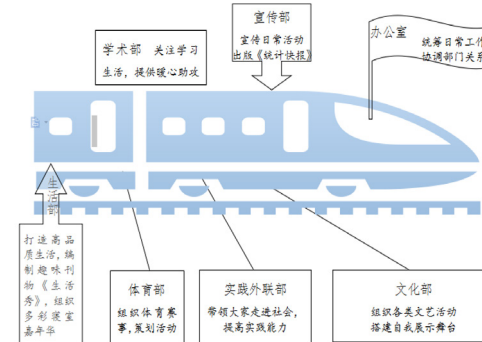 宣传部
宣传日常活动
出版《统计快报》
学术部 关注学习
生活，提供暖心助攻
办公室
统筹日常工作
协调部门关系
生活部
打造高品
质生活，编
制趣味刊
物《生活
秀》，组织
多彩寝室
嘉年华
体育部
组织体育赛
事，策划活动
实践外联部
带领大家走进社会，
提高实践能力
文化部
组织各类文艺活动
搭建自我展示舞台